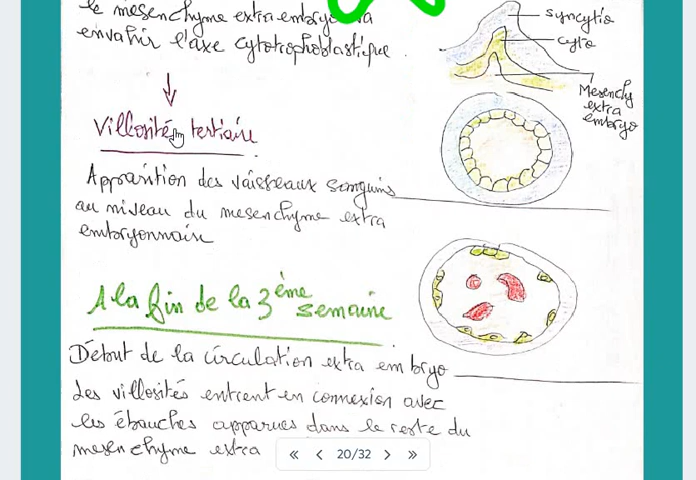 le mesenchyme extra embryo va
envahir l'axe cytotrophoblastique.
syncytio
cyto
Mesenchy
extra
embryo
Villosité tertiaire
Apparition des vaisseaux sanguins
au niveau du mesenchyme extra
embryonnaire
A la fin de la 3ème semaine
Début de la circulation extra embryo
des villosités entrent en connexion avec
les ébauches apparues dans le reste du
mesenchyme extra
20/32